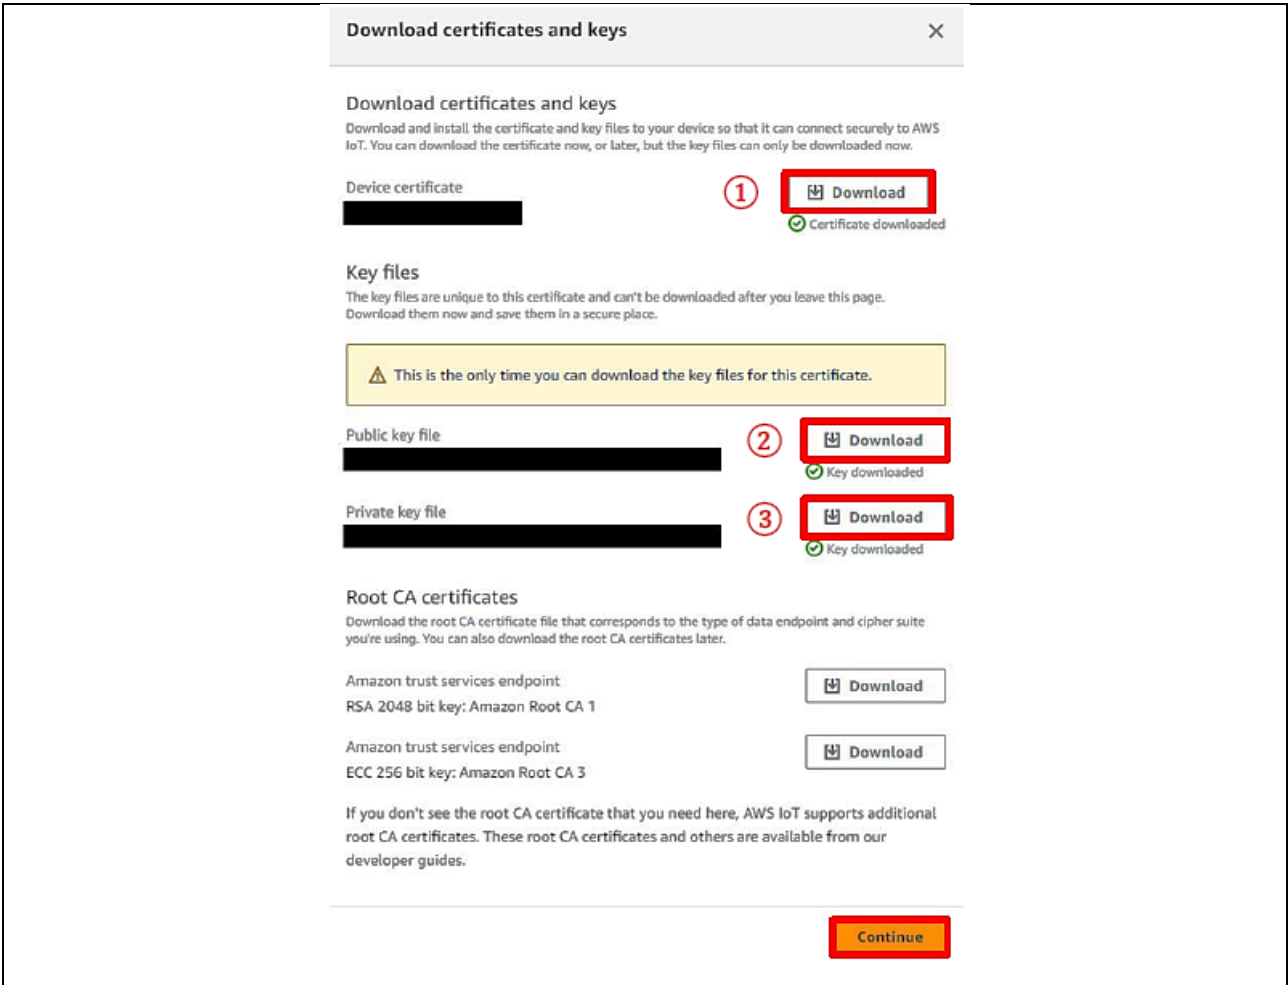 Download certificates and keys
Download certificates and keys
Download and install the certificate and key files to your device so that it can connect securely to AWS
IoT. You can download the certificate now, or later, but the key files can only be downloaded now.
Device certificate
① Download
Certificate downloaded
Key files
The key files are unique to this certificate and can't be downloaded after you leave this page.
Download them now and save them in a secure place.
This is the only time you can download the key files for this certificate.
Public key file
② Download
Key downloaded
Private key file
③ Download
Key downloaded
Root CA certificates
Download the root CA certificate file that corresponds to the type of data endpoint and cipher suite
you're using. You can also download the root CA certificates later.
Amazon trust services endpoint
RSA 2048 bit key: Amazon Root CA 1
Download
Amazon trust services endpoint
ECC 256 bit key: Amazon Root CA 3
Download
If you don't see the root CA certificate that you need here, AWS IoT supports additional
root CA certificates. These root CA certificates and others are available from our
developer guides.
Continue